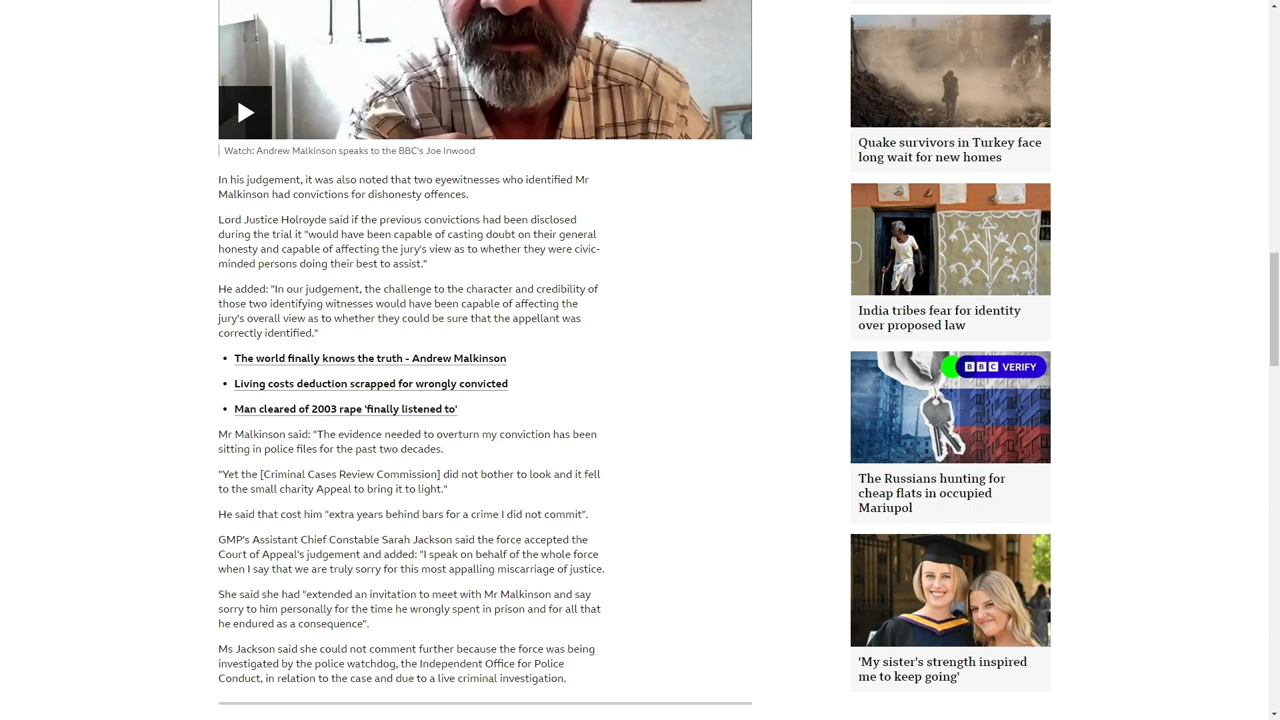 Watch: Andrew Malkinson speaks to the BBC's Joe Inwood
In his judgement, it was also noted that two eyewitnesses who identified Mr
Malkinson had convictions for dishonesty offences.
Lord Justice Holroyde said if the previous convictions had been disclosed
during the trial it "would have been capable of casting doubt on their general
honesty and capable of affecting the jury's view as to whether they were civic-
minded persons doing their best to assist."
He added: "In our judgement, the challenge to the character and credibility of
those two identifying witnesses would have been capable of affecting the
jury's overall view as to whether they could be sure that the appellant was
correctly identified."
• The world finally knows the truth - Andrew Malkinson
• Living costs deduction scrapped for wrongly convicted
• Man cleared of 2003 rape 'finally listened to'
Mr Malkinson said: "The evidence needed to overturn my conviction has been
sitting in police files for the past two decades.
"Yet the [Criminal Cases Review Commission] did not bother to look and it fell
to the small charity Appeal to bring it to light."
He said that cost him "extra years behind bars for a crime I did not commit".
GMP's Assistant Chief Constable Sarah Jackson said the force accepted the
Court of Appeal's judgement and added: "I speak on behalf of the whole force
when I say that we are truly sorry for this most appalling miscarriage of justice.
She said she had "extended an invitation to meet with Mr Malkinson and say
sorry to him personally for the time he wrongly spent in prison and for all that
he endured as a consequence".
Ms Jackson said she could not comment further because the force was being
investigated by the police watchdog, the Independent Office for Police
Conduct, in relation to the case and due to a live criminal investigation.
Quake survivors in Turkey face
long wait for new homes
India tribes fear for identity
over proposed law
BBC VERIFY
The Russians hunting for
cheap flats in occupied
Mariupol
'My sister's strength inspired
me to keep going'